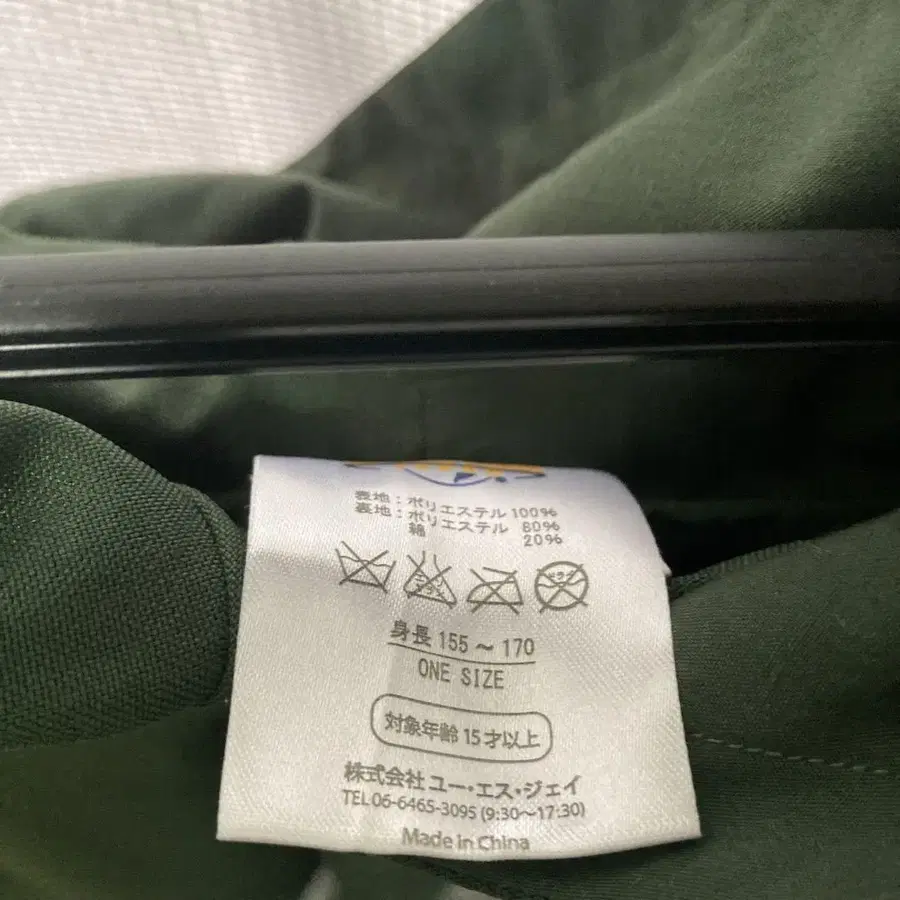 表地：ポリエステル 100%
裏地：ポリエステル 80%
綿 20%
ドライ
身長 155～170
ONE SIZE
対象年齢 15才以上
株式会社 ユー・エス・ジェイ
TEL 06-6465-3095 (9:30～17:30)
Made in China